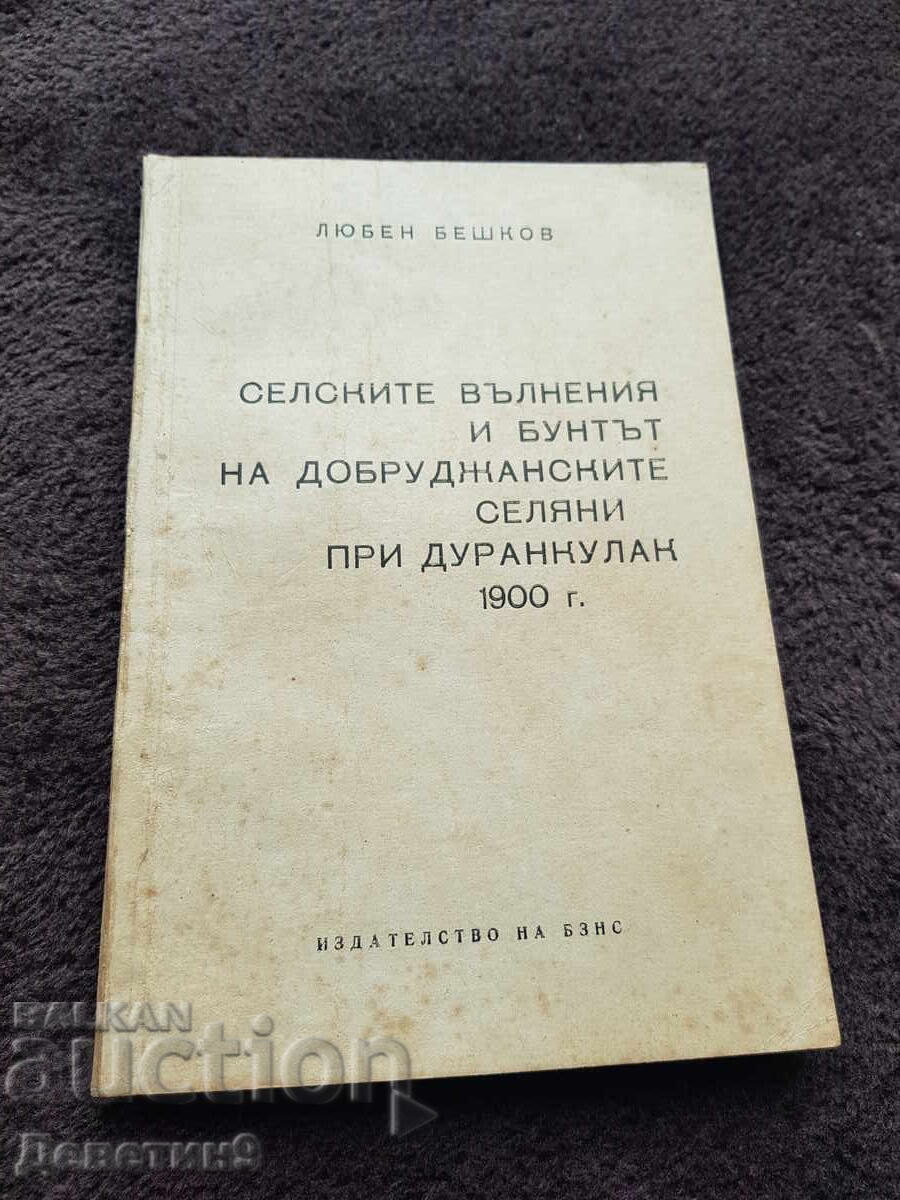 ЛЮБЕН БЕШКОВ
СЕЛСКИТЕ ВЪЛНЕНИЯ
И БУНТЪТ
НА ДОБРУДЖАНСКИТЕ
СЕЛЯНИ
ПРИ ДУРАНКУЛАК
1900 г.
ИЗДАТЕЛСТВО НА БЗНС
BALKAN
auction
Деветин9